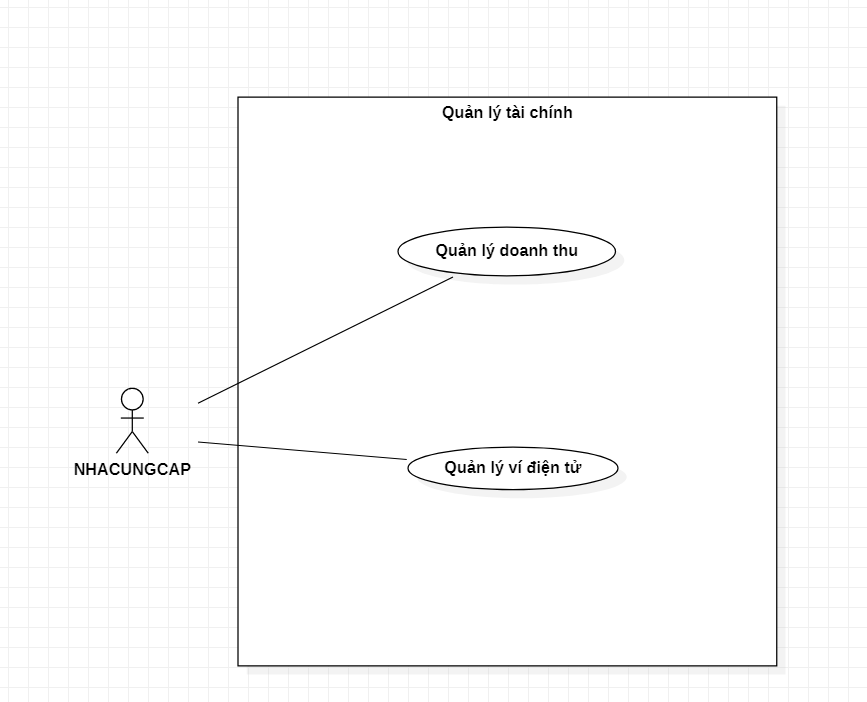 Quản lý tài chính
Quản lý doanh thu
NHACUNGCAP
Quản lý ví điện tử